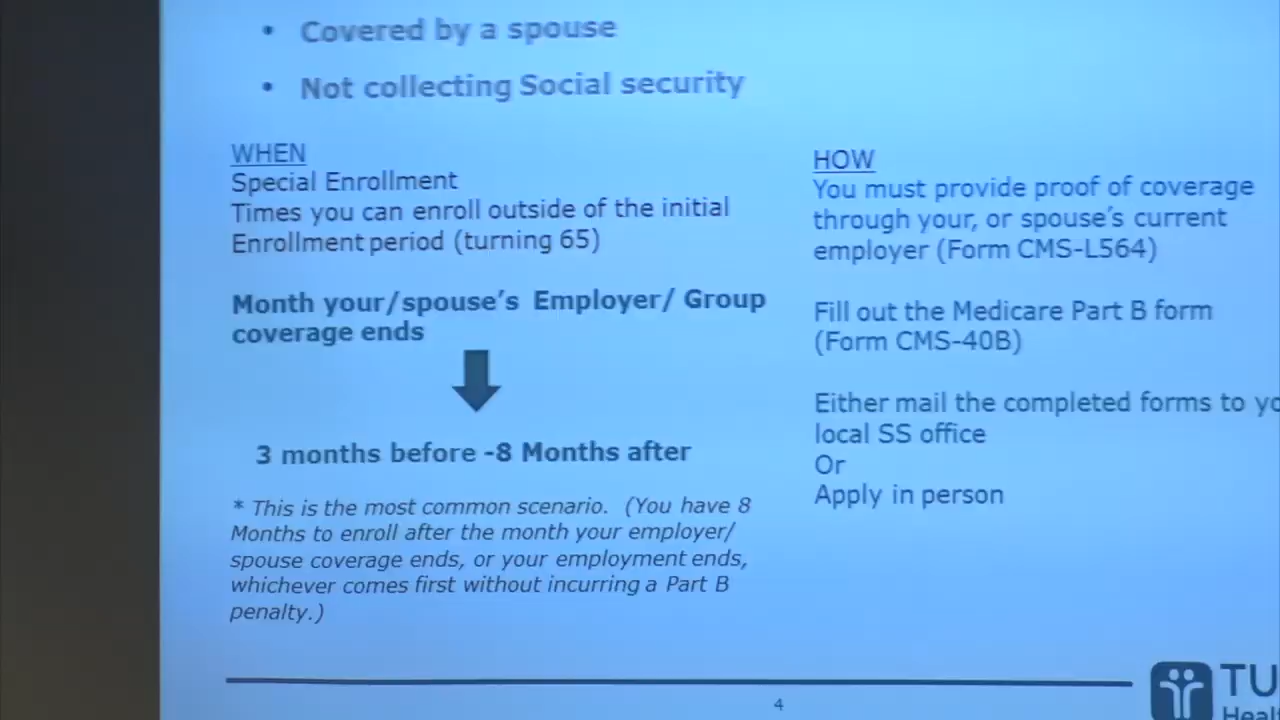 • Covered by a spouse
• Not collecting Social security
WHEN
Special Enrollment
Times you can enroll outside of the initial
Enrollment period (turning 65)
Month your/spouse's Employer/ Group
coverage ends
3 months before -8 Months after
* This is the most common scenario. (You have 8
Months to enroll after the month your employer/
spouse coverage ends, or your employment ends,
whichever comes first without incurring a Part B
penalty.)
HOW
You must provide proof of coverage
through your, or spouse's current
employer (Form CMS-L564)
Fill out the Medicare Part B form
(Form CMS-40B)
Either mail the completed forms to yo
local SS office
Or
Apply in person
4
TU
Heal